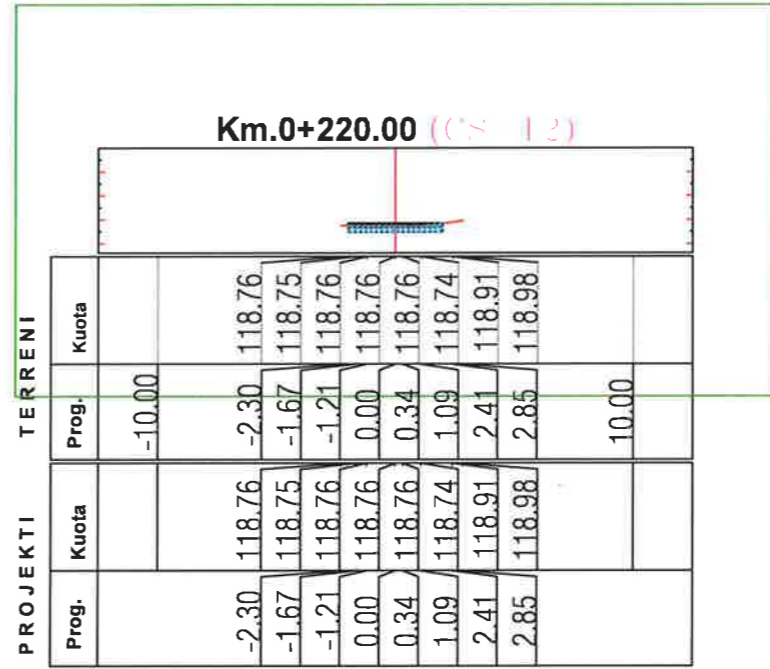 Km.0+220.00 (CS 12)
TERRENI
Kuota 118.76 118.75 118.76 118.76 118.76 118.74 118.91 118.98
Prog. -10.00 -2.30 -1.67 -1.21 0.00 0.34 1.09 2.41 2.85 10.00
PROJEKTI
Kuota 118.76 118.75 118.76 118.76 118.76 118.74 118.91 118.98
Prog. -2.30 -1.67 -1.21 0.00 0.34 1.09 2.41 2.85